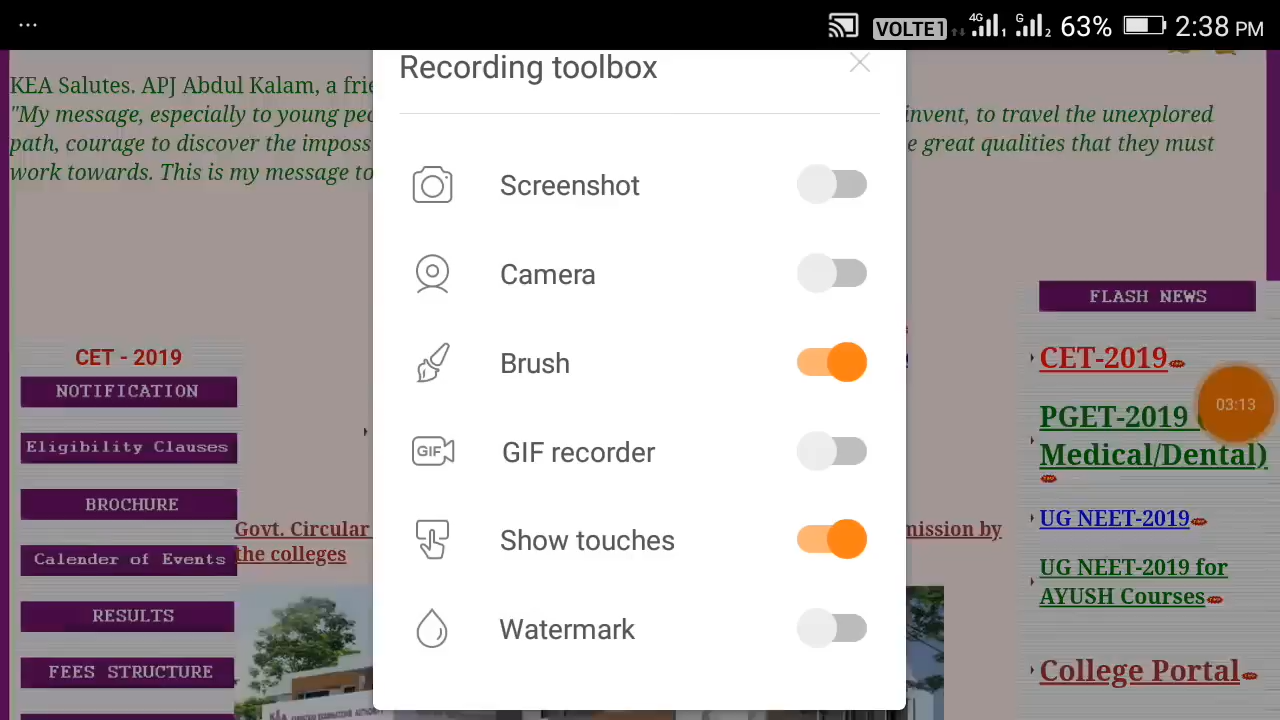 ...
VOLTE1 4G 1 G 2 63% 2:38 PM
Recording toolbox
Screenshot
Camera
Brush
GIF
GIF recorder
Show touches
Watermark
KEA Salutes. APJ Abdul Kalam, a frie
"My message, especially to young peo invent, to travel the unexplored
path, courage to discover the imposs e great qualities that they must
work towards. This is my message to
CET - 2019
NOTIFICATION
Eligibility Clauses
BROCHURE
Calender of Events
RESULTS
FEES STRUCTURE
Govt. Circular mission by
the colleges
FLASH NEWS
CET-2019
PGET-2019
Medical/Dental)
UG NEET-2019
UG NEET-2019 for
AYUSH Courses
College Portal
03:13